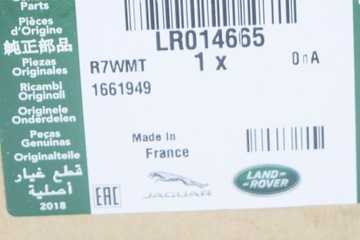 Parts
Pièces
d'Origine
純正部品
Piezas
Originales
Ricambi
Originali
Originele
Onderdelen
Peças
Genuínas
Originalteile
قطع غيار
أصلية
2018
LR014665
R7WMT
1 x
0nA
1661949
Made In
France
EAC
JAGUAR
LAND-
ROVER